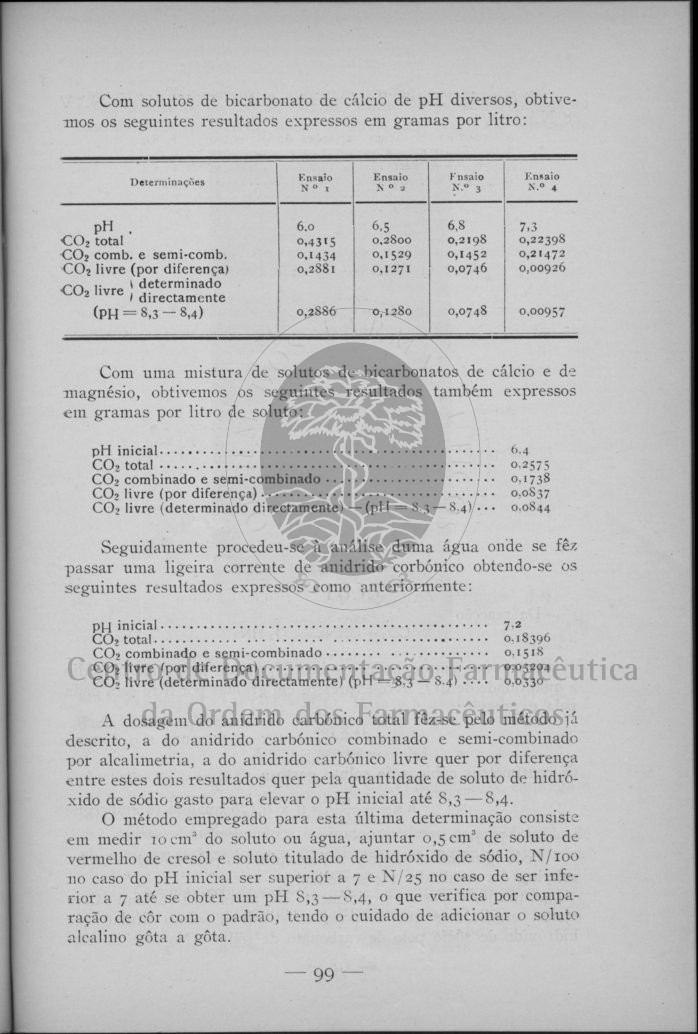 Com solutos de bicarbonato de cálcio de pH diversos, obtive-
mos os seguintes resultados expressos em gramas por litro:
Determinações | Ensaio N.º 1 | Ensaio N.º 2 | Ensaio N.º 3 | Ensaio N.º 4
pH . | 6.0 | 6,5 | 6,8 | 7,3
CO₂ total | 0,4315 | 0,2800 | 0,2198 | 0,22398
CO₂ comb. e semi-comb. | 0,1434 | 0,1529 | 0,1452 | 0,21472
CO₂ livre (por diferença) | 0,2881 | 0,1271 | 0,0746 | 0,00926
CO₂ livre determinado directamente
(pH = 8,3 — 8,4) | 0,2886 | 0,1280 | 0,0748 | 0,00957
Com uma mistura de solutos de bicarbonatos de cálcio e de
magnésio, obtivemos os seguintes resultados também expressos
em gramas por litro de soluto:
pH inicial . . . 6.4
CO₂ total . . . 0,2575
CO₂ combinado e semi-combinado . . . 0,1738
CO₂ livre (por diferença) . . . 0,0837
CO₂ livre (determinado directamente) — (pH = 8,3 — 8,4) . . . 0.0844
Seguidamente procedeu-se à análise duma água onde se fêz
passar uma ligeira corrente de anidrido corbónico obtendo-se os
seguintes resultados expressos como anteriormente:
pH inicial . . . 7,2
CO₂ total . . . 0,18396
CO₂ combinado e semi-combinado . . . 0,1518
CO₂ livre (por diferença) . . .
CO₂ livre (determinado directamente) (pH = 8,3 — 8.4) . . . 0,0330
Centro de Documentação Farmacêutica
da Ordem dos Farmacêuticos
A dosagem do anidrido carbónico total fêz-se pelo método já
descrito, a do anidrido carbónico combinado e semi-combinado
por alcalimetria, a do anidrido carbónico livre quer por diferença
entre estes dois resultados quer pela quantidade de soluto de hidró-
xido de sódio gasto para elevar o pH inicial até 8,3 — 8,4.
O método empregado para esta última determinação consiste
em medir 10 cm³ do soluto ou água, ajuntar 0,5 cm³ de soluto de
vermelho de cresol e soluto titulado de hidróxido de sódio, N/100
no caso do pH inicial ser superior a 7 e N/25 no caso de ser infe-
rior a 7 até se obter um pH 8,3 — 8,4, o que verifica por compa-
ração de côr com o padrão, tendo o cuidado de adicionar o soluto
alcalino gôta a gôta.
— 99 —